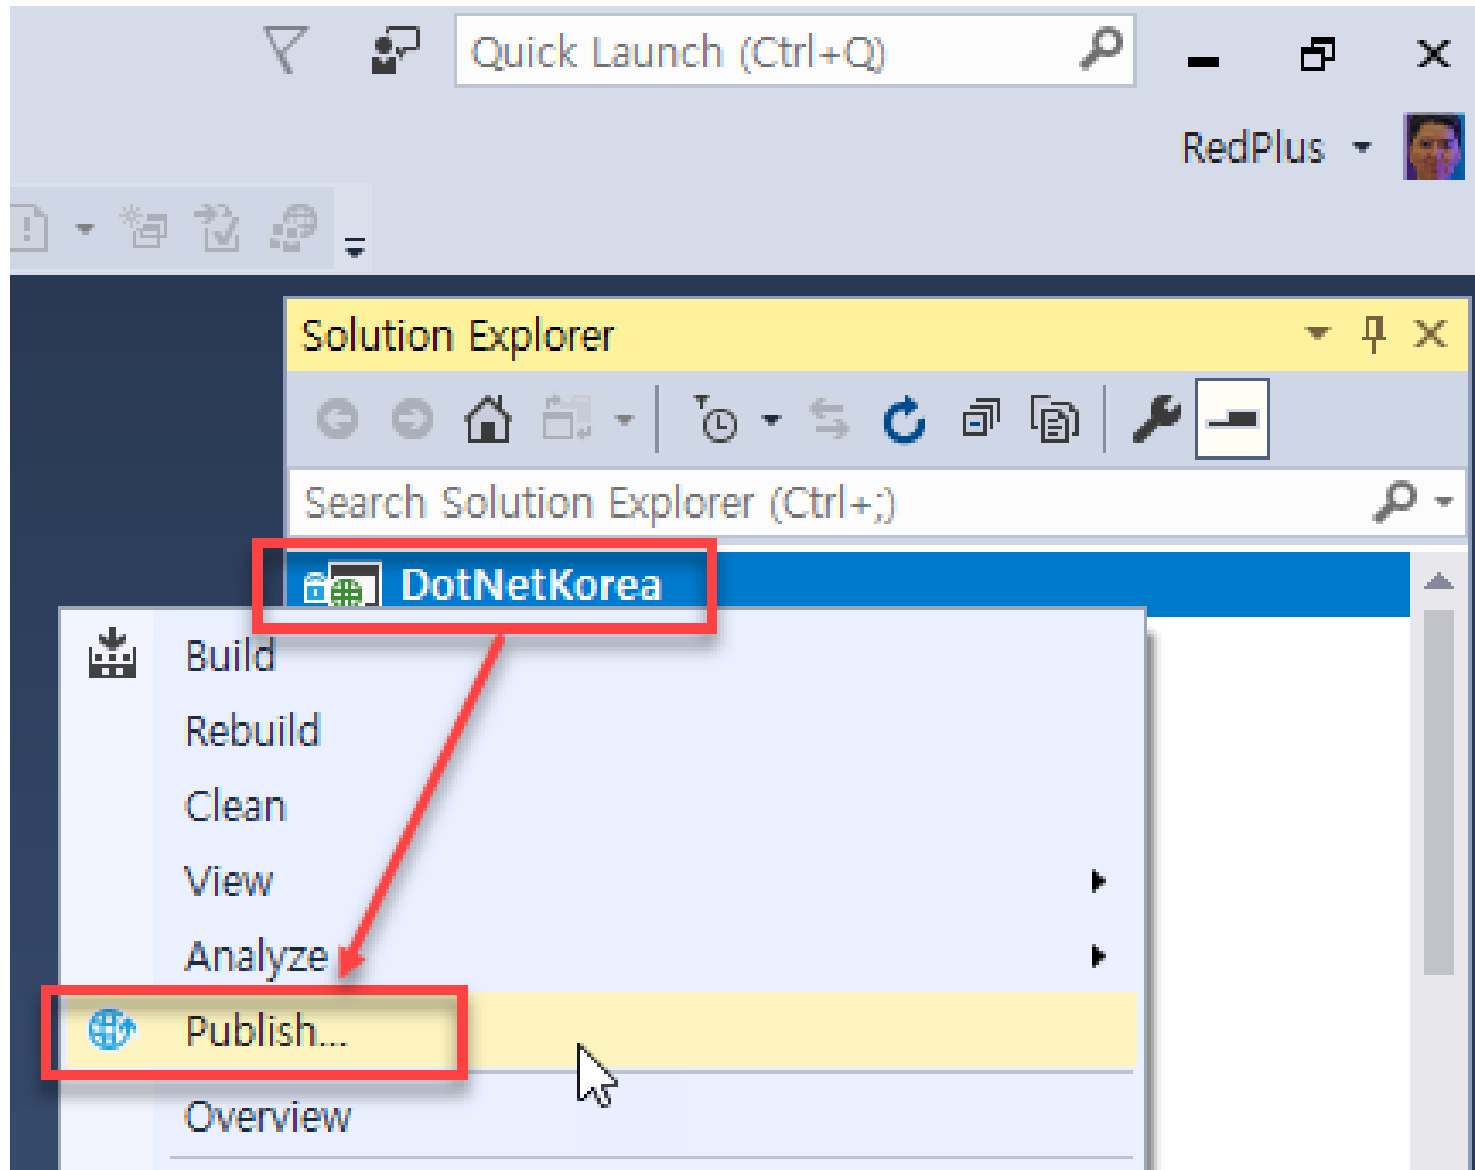 Quick Launch (Ctrl+Q)
RedPlus
Solution Explorer
Search Solution Explorer (Ctrl+;)
DotNetKorea
Build
Rebuild
Clean
View
Analyze
Publish...
Overview